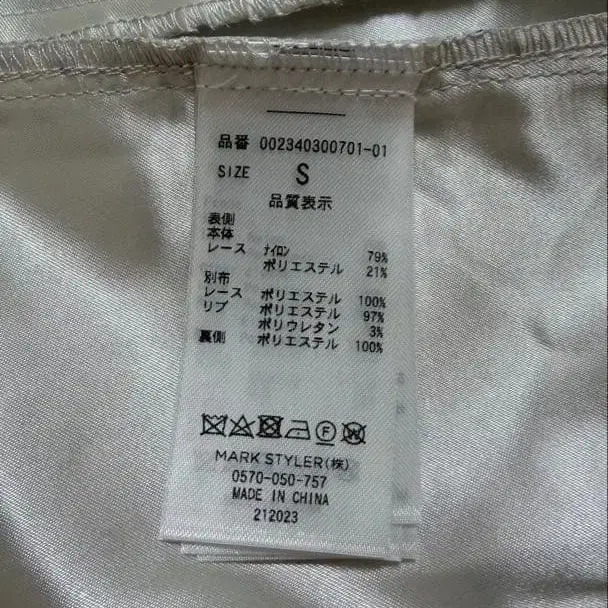 品番 002340300701-01
SIZE S
品質表示
表側
本体
レース ナイロン 79%
ポリエステル 21%
別布
レース ポリエステル 100%
リブ ポリエステル 97%
ポリウレタン 3%
裏側 ポリエステル 100%
F W
MARK STYLER(株)
0570-050-757
MADE IN CHINA
212023